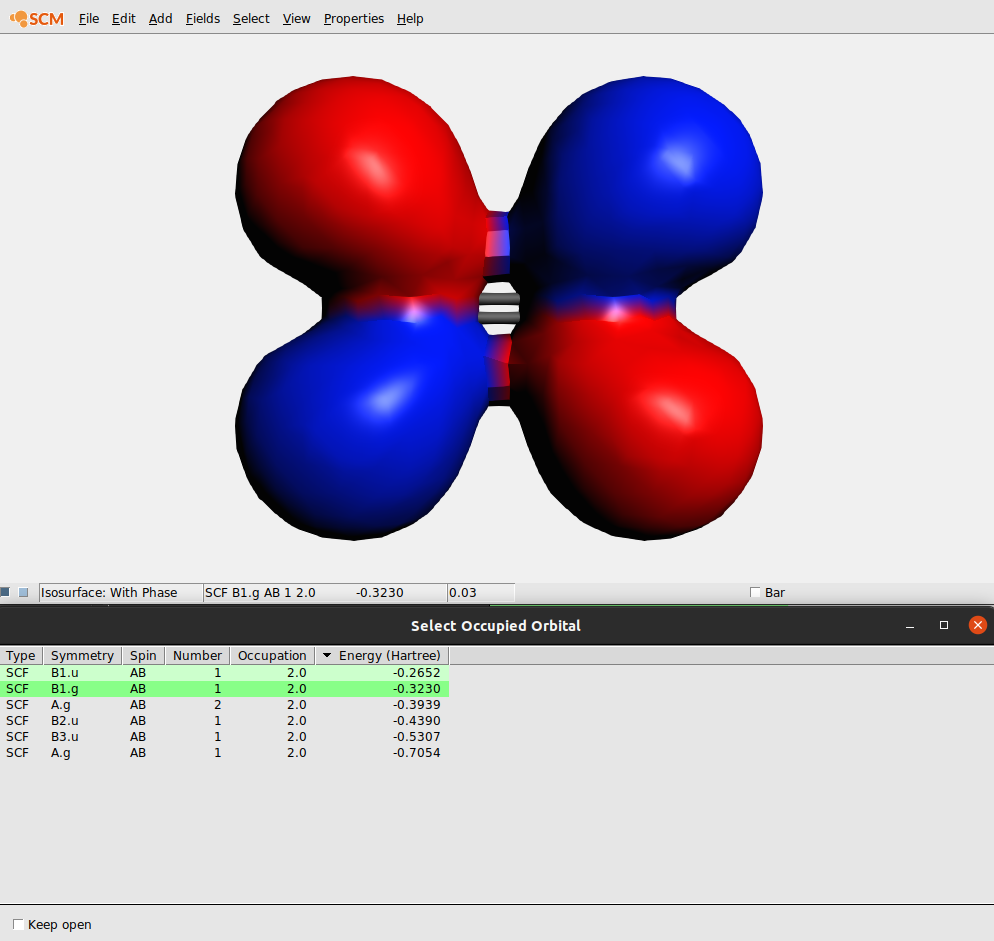 SCM File Edit Add Fields Select View Properties Help
Isosurface: With Phase SCF B1.g AB 1 2.0 -0.3230 0.03 Bar
Select Occupied Orbital
Type Symmetry Spin Number Occupation Energy (Hartree)
SCF B1.u AB 1 2.0 -0.2652
SCF B1.g AB 1 2.0 -0.3230
SCF A.g AB 2 2.0 -0.3939
SCF B2.u AB 1 2.0 -0.4390
SCF B3.u AB 1 2.0 -0.5307
SCF A.g AB 1 2.0 -0.7054
Keep open